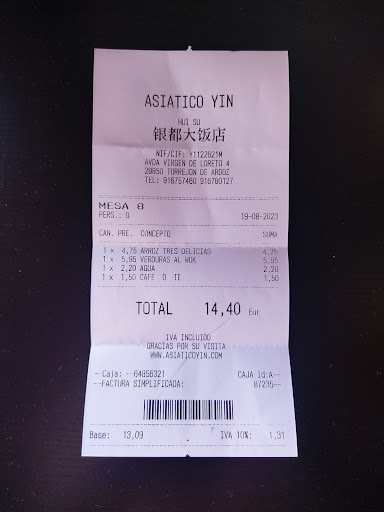 ASIATICO YIN
HUI SU
银都大饭店
NIF/CIF: Y1122621M
AVDA VIRGEN DE LORETO 4
28850 TORREJON DE ARDOZ
TEL: 916757460 916760127
MESA 8
PERS.: 0 19-08-2023
CAN. PRE. CONCEPTO SUMA
1 x 4,75 ARROZ TRES DELICIAS 4,75
1 x 5,95 VERDURAS AL WOK 5,95
1 x 2,20 AGUA 2,20
1 x 1,50 CAFE O TE 1,50
TOTAL 14,40 Eur
IVA INCLUIDO
GRACIAS POR SU VISITA
WWW.ASIATICOYIN.COM
--Caja: --64856321 CAJA Id:A--
--FACTURA SIMPLIFICADA: 87235--
Base: 13,09 IVA 10%: 1,31